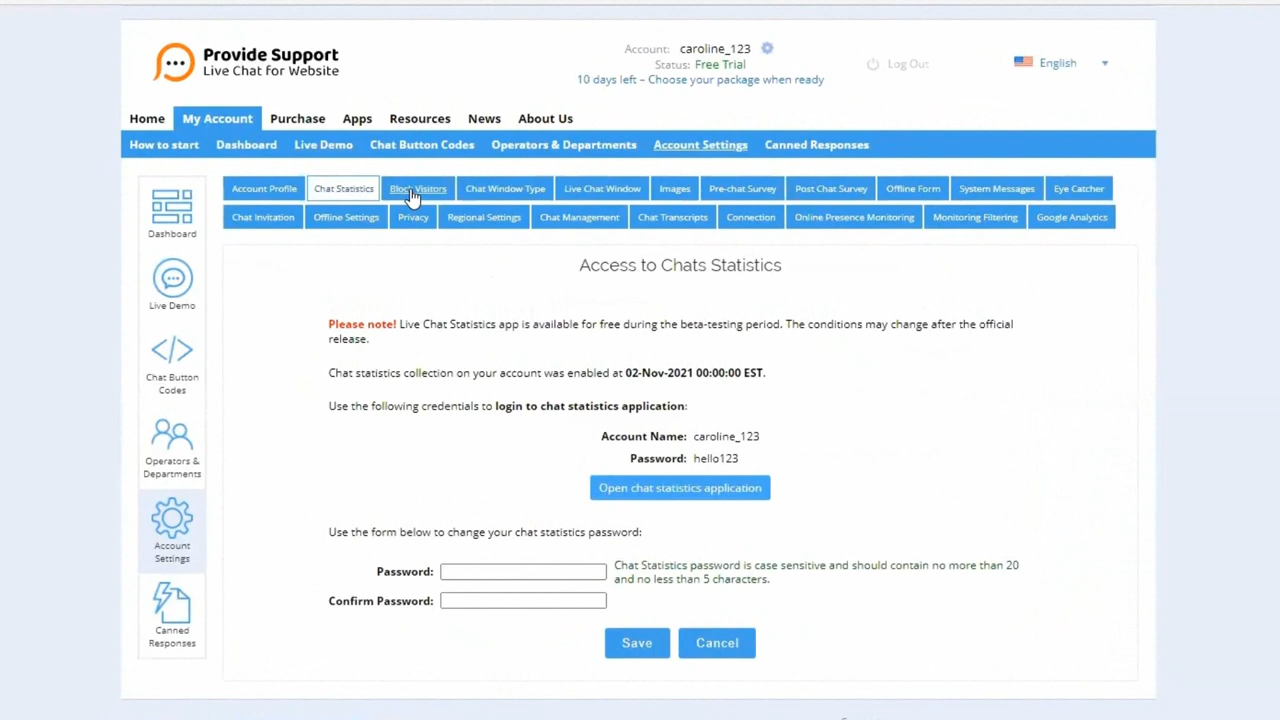 Provide Support
Live Chat for Website
Account: caroline_123
Status: Free Trial
10 days left – Choose your package when ready
Log Out
English
Home My Account Purchase Apps Resources News About Us
How to start Dashboard Live Demo Chat Button Codes Operators & Departments Account Settings Canned Responses
Account Profile Chat Statistics Block Visitors Chat Window Type Live Chat Window Images Pre-chat Survey Post Chat Survey Offline Form System Messages Eye Catcher
Chat Invitation Offline Settings Privacy Regional Settings Chat Management Chat Transcripts Connection Online Presence Monitoring Monitoring Filtering Google Analytics
Dashboard
Live Demo
Chat Button
Codes
Operators &
Departments
Account
Settings
Canned
Responses
Access to Chats Statistics
Please note! Live Chat Statistics app is available for free during the beta-testing period. The conditions may change after the official
release.
Chat statistics collection on your account was enabled at 02-Nov-2021 00:00:00 EST.
Use the following credentials to login to chat statistics application:
Account Name: caroline_123
Password: hello123
Open chat statistics application
Use the form below to change your chat statistics password:
Password:
Chat Statistics password is case sensitive and should contain no more than 20
and no less than 5 characters.
Confirm Password:
Save Cancel